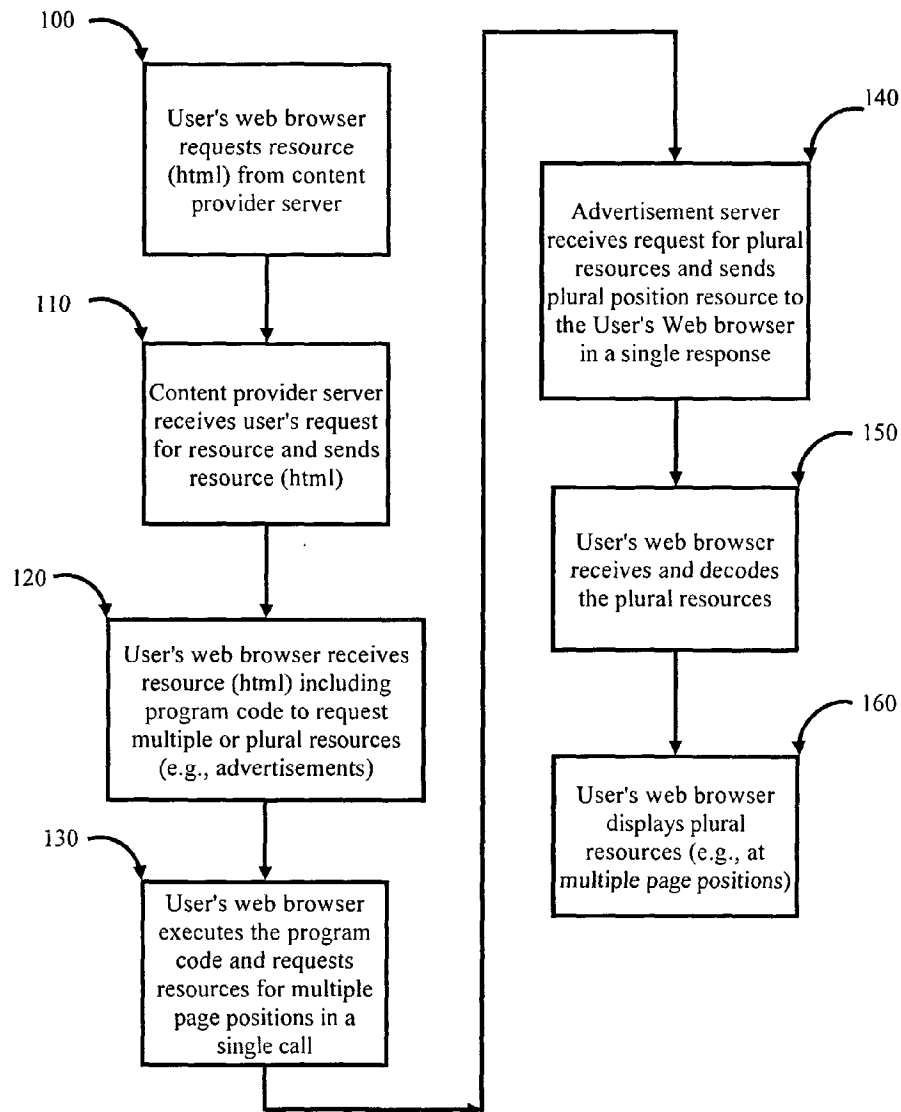 100
User's web browser
requests resource
(html) from content
provider server
110
Content provider server
receives user's request
for resource and sends
resource (html)
120
User's web browser receives
resource (html) including
program code to request
multiple or plural resources
(e.g., advertisements)
130
User's web browser
executes the program
code and requests
resources for multiple
page positions in a
single call
140
Advertisement server
receives request for plural
resources and sends
plural position resource to
the User's Web browser
in a single response
150
User's web browser
receives and decodes
the plural resources
160
User's web browser
displays plural
resources (e.g., at
multiple page positions)